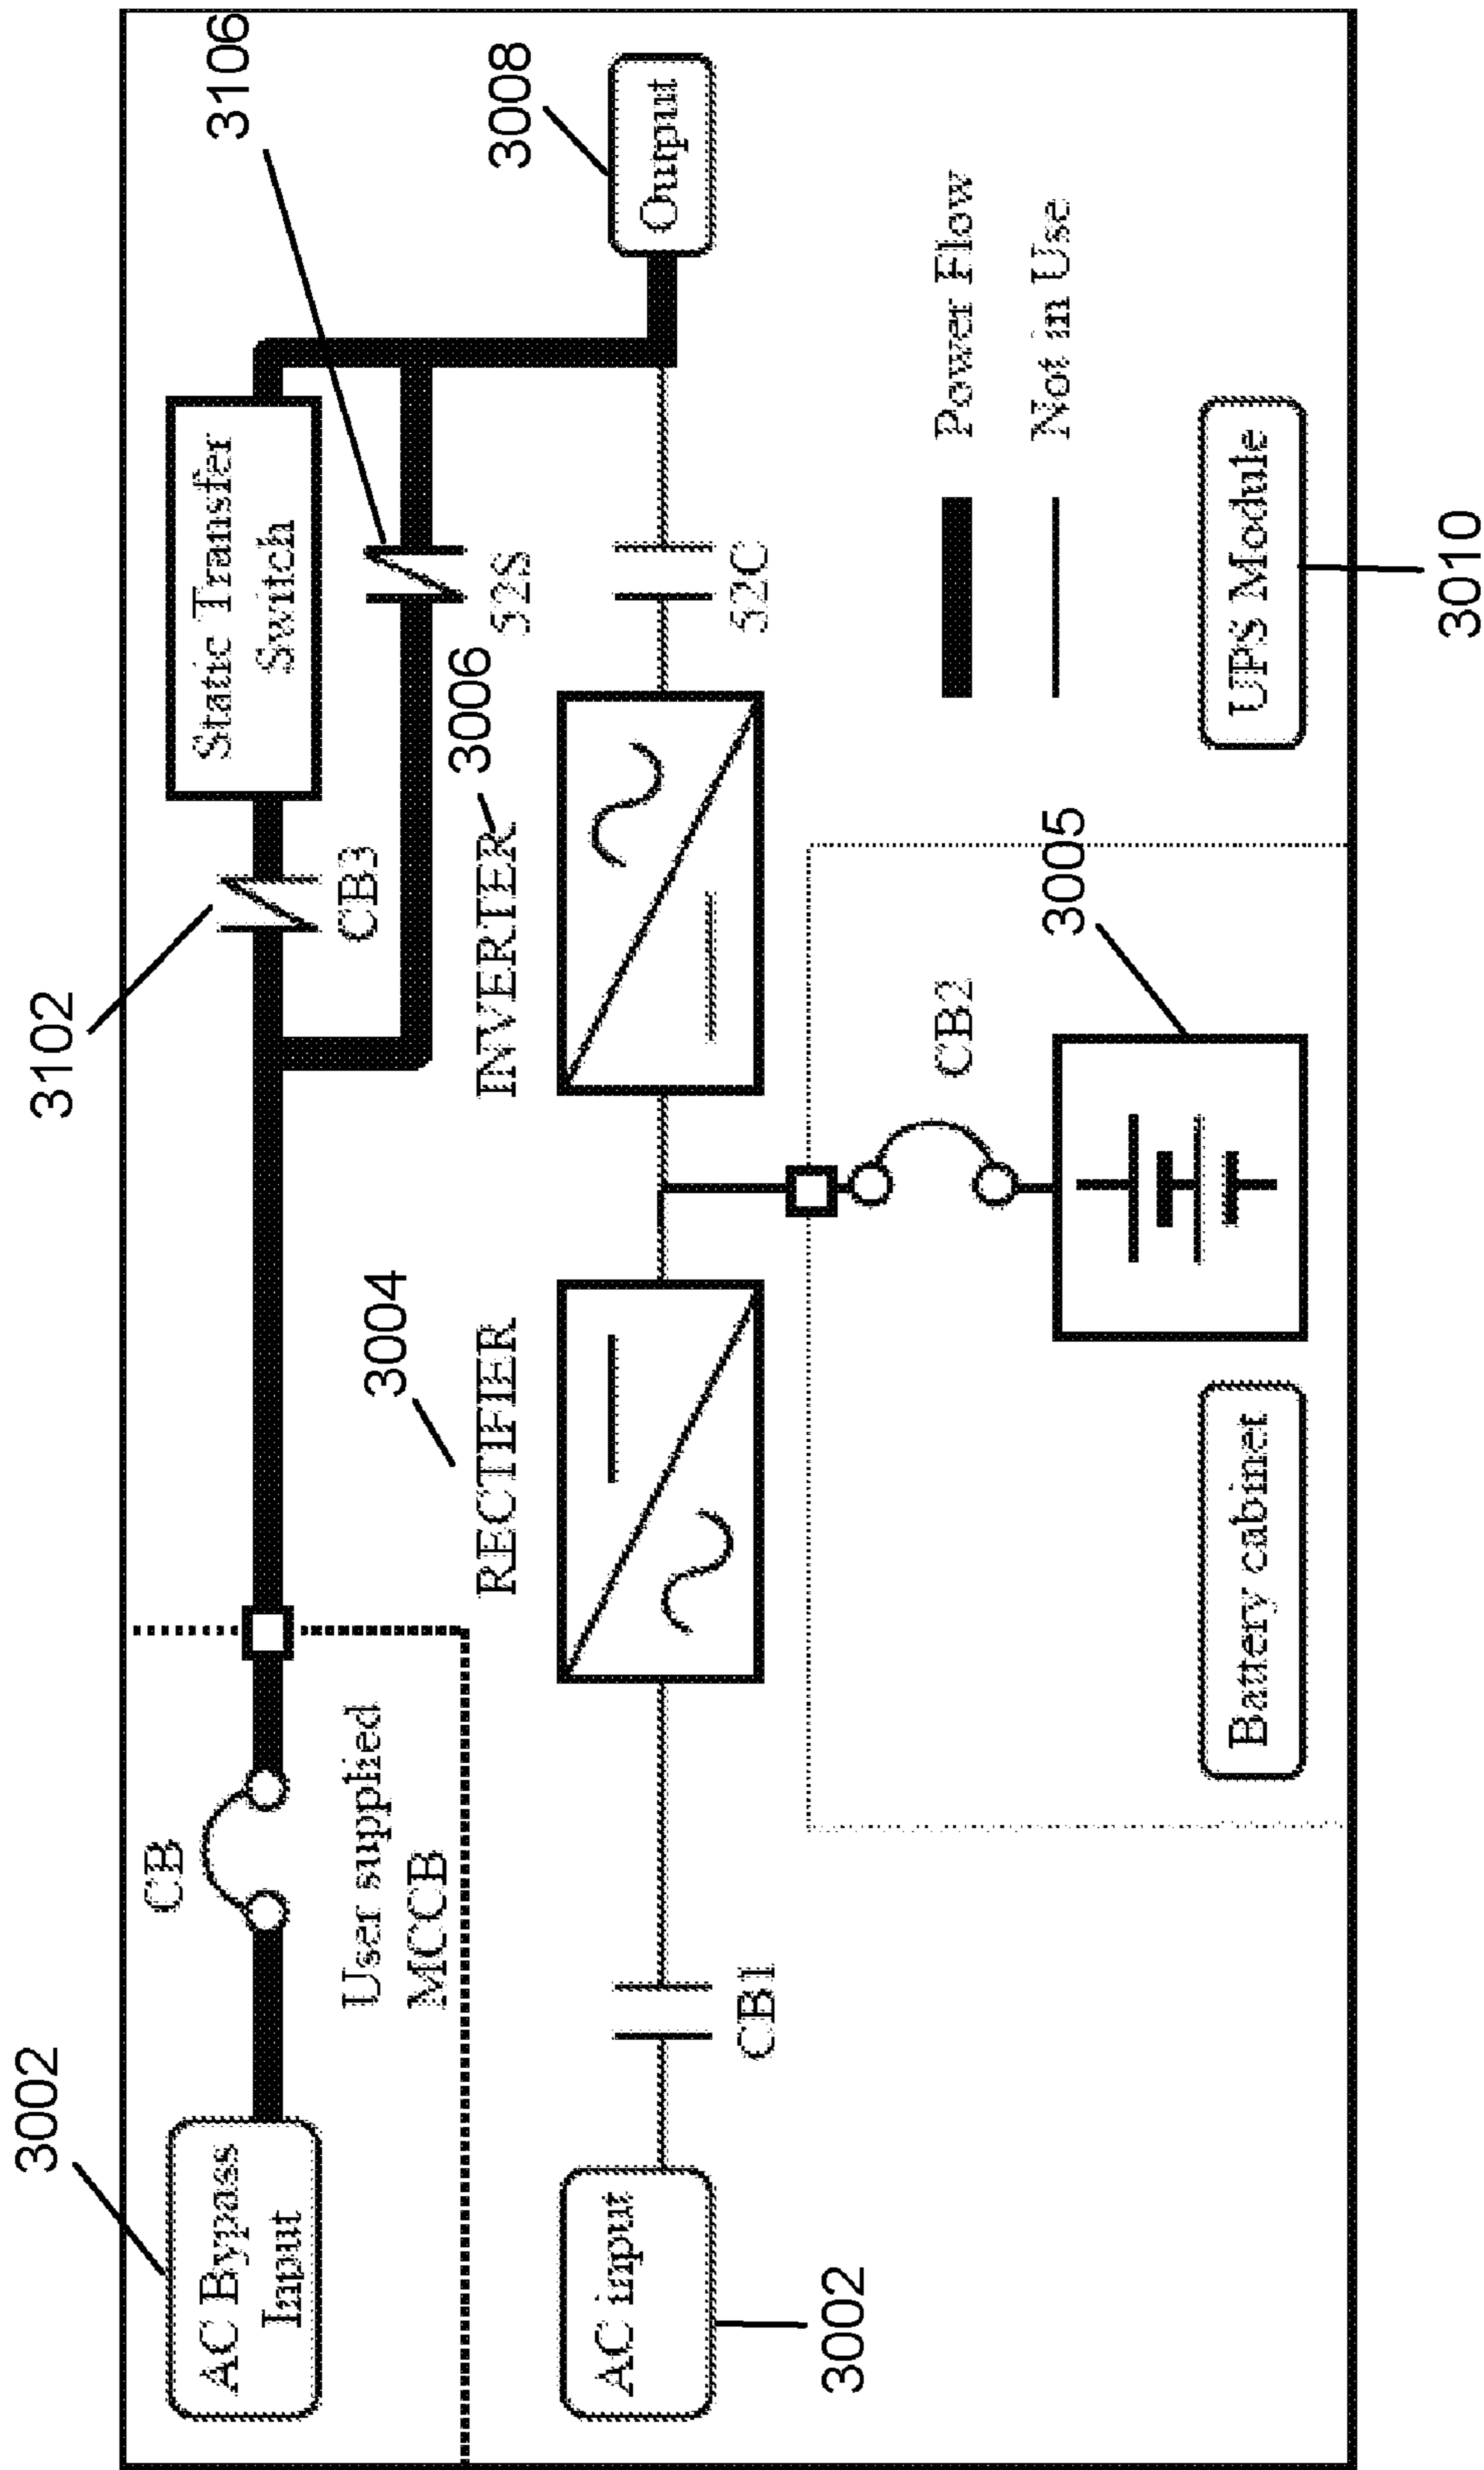 3002
AC Bypass
Input
CB
User supplied
MCCB
3102
CB3
Static Transfer
Switch
3106
52S
3004
RECTIFIER
INVERTER
3006
3008
Output
AC input
3002
CB1
52C
CB2
3005
Power Flow
Not in Use
Battery cabinet
UPS Module
3010